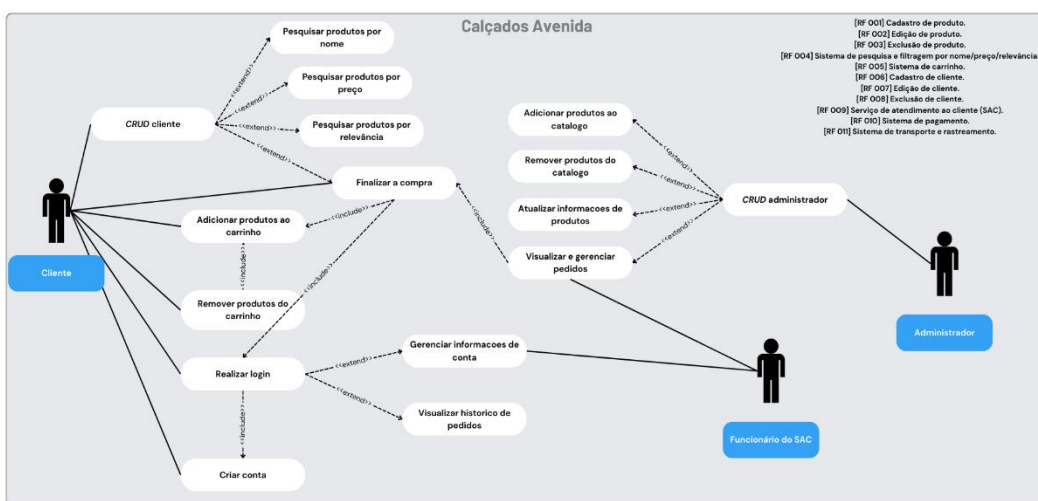 Calçados Avenida
[RF 001] Cadastro de produto.
[RF 002] Edição de produto.
[RF 003] Exclusão de produto.
[RF 004] Sistema de pesquisa e filtragem por nome/preço/relevância.
[RF 005] Sistema de carrinho.
[RF 006] Cadastro de cliente.
[RF 007] Edição de cliente.
[RF 008] Exclusão de cliente.
[RF 009] Serviço de atendimento ao cliente (SAC).
[RF 010] Sistema de pagamento.
[RF 011] Sistema de transporte e rastreamento.
Pesquisar produtos por
nome
<<extend>>
Pesquisar produtos por
preço
<<extend>>
CRUD cliente
<<extend>>
Pesquisar produtos por
relevância
<<extend>>
Finalizar a compra
Adicionar produtos ao
carrinho
<<include>>
<<include>>
Remover produtos do
carrinho
<<include>>
Realizar login
<<extend>>
Gerenciar informacoes de
conta
<<extend>>
Visualizar historico de
pedidos
<<include>>
Criar conta
Cliente
Adicionar produtos ao
catalogo
<<extend>>
Remover produtos do
catalogo
<<extend>>
CRUD administrador
Atualizar informacoes de
produtos
<<extend>>
Visualizar e gerenciar
pedidos
<<extend>>
<<include>>
Administrador
Funcionário do SAC